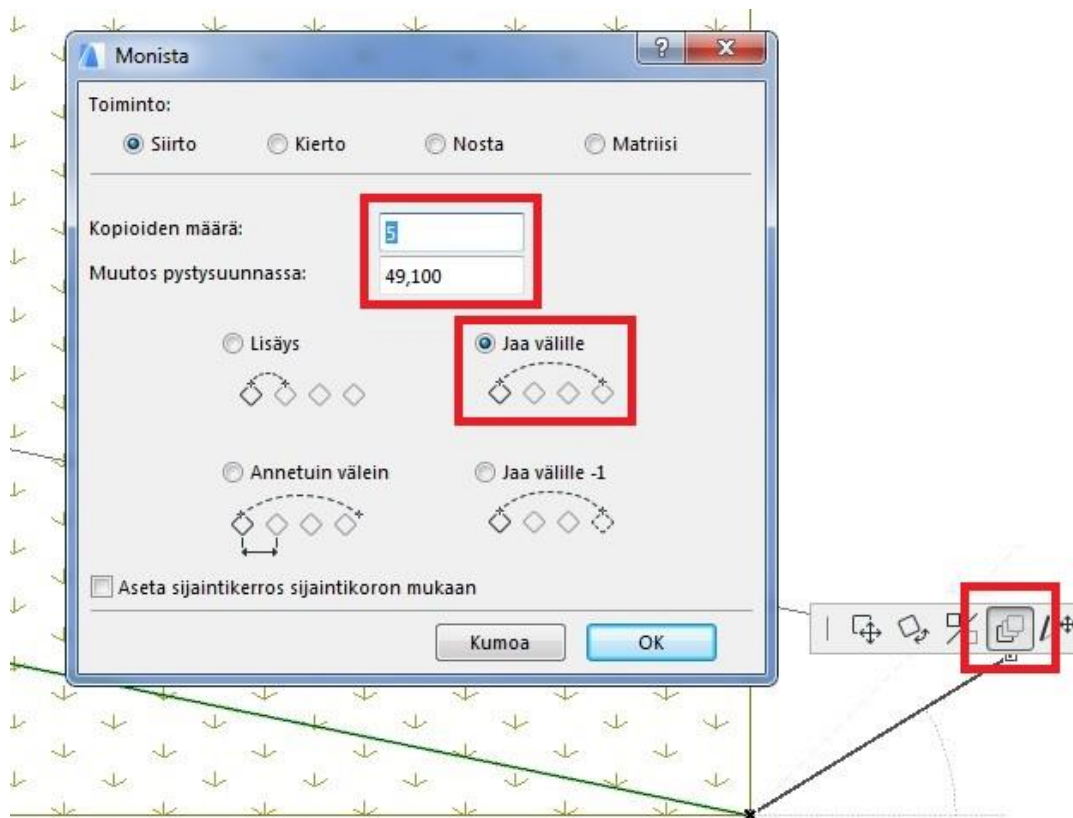 Monista
Toiminto:
Siirto Kierto Nosta Matriisi
Kopioiden määrä: 5
Muutos pystysuunnassa: 49,100
Lisäys Jaa välille
Annetuin välein Jaa välille -1
Aseta sijaintikerros sijaintikoron mukaan
Kumoa OK